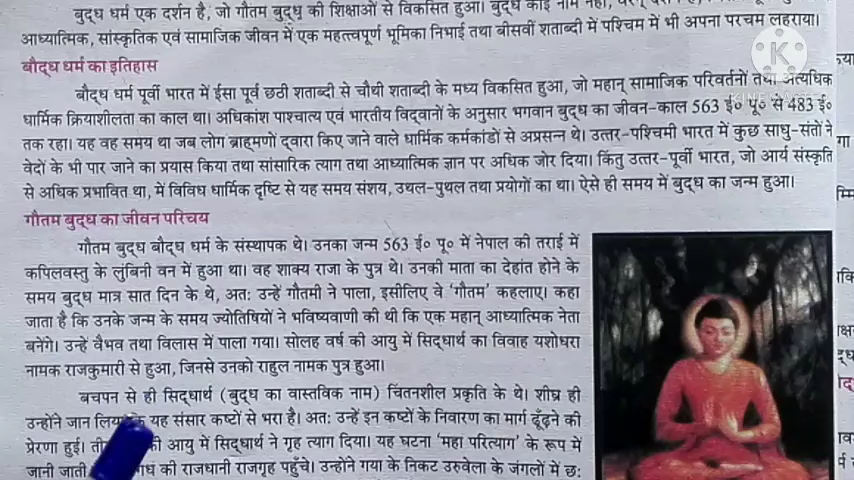 बुद्ध धर्म एक दर्शन है, जो गौतम बुद्ध की शिक्षाओं से विकसित हुआ। बुद्ध कोई नाम नहीं,
आध्यात्मिक, सांस्कृतिक एवं सामाजिक जीवन में एक महत्त्वपूर्ण भूमिका निभाई तथा बीसवीं शताब्दी में पश्चिम में भी अपना परचम लहराया।
बौद्ध धर्म का इतिहास
बौद्ध धर्म पूर्वी भारत में ईसा पूर्व छठी शताब्दी से चौथी शताब्दी के मध्य विकसित हुआ, जो महान् सामाजिक परिवर्तनों तथा अत्यधिक
धार्मिक क्रियाशीलता का काल था। अधिकांश पाश्चात्य एवं भारतीय विद्वानों के अनुसार भगवान बुद्ध का जीवन-काल 563 ई० पू० से 483 ई०
तक रहा। यह वह समय था जब लोग ब्राह्मणों द्वारा किए जाने वाले धार्मिक कर्मकांडों से अप्रसन्न थे। उत्तर-पश्चिमी भारत में कुछ साधु-संतों ने
वेदों के भी पार जाने का प्रयास किया तथा सांसारिक त्याग तथा आध्यात्मिक ज्ञान पर अधिक जोर दिया। किंतु उत्तर-पूर्वी भारत, जो आर्य संस्कृति
से अधिक प्रभावित था, में विविध धार्मिक दृष्टि से यह समय संशय, उथल-पुथल तथा प्रयोगों का था। ऐसे ही समय में बुद्ध का जन्म हुआ।
गौतम बुद्ध का जीवन परिचय
गौतम बुद्ध बौद्ध धर्म के संस्थापक थे। उनका जन्म 563 ई० पू० में नेपाल की तराई में
कपिलवस्तु के लुंबिनी वन में हुआ था। वह शाक्य राजा के पुत्र थे। उनकी माता का देहांत होने के
समय बुद्ध मात्र सात दिन के थे, अतः उन्हें गौतमी ने पाला, इसीलिए वे 'गौतम' कहलाए। कहा
जाता है कि उनके जन्म के समय ज्योतिषियों ने भविष्यवाणी की थी कि एक महान् आध्यात्मिक नेता
बनेंगे। उन्हें वैभव तथा विलास में पाला गया। सोलह वर्ष की आयु में सिद्धार्थ का विवाह यशोधरा
नामक राजकुमारी से हुआ, जिनसे उनको राहुल नामक पुत्र हुआ।
बचपन से ही सिद्धार्थ (बुद्ध का वास्तविक नाम) चिंतनशील प्रकृति के थे। शीघ्र ही
उन्होंने जान लिया कि यह संसार कष्टों से भरा है। अतः उन्हें इन कष्टों के निवारण का मार्ग ढूँढ़ने की
प्रेरणा हुई। की आयु में सिद्धार्थ ने गृह त्याग दिया। यह घटना 'महा परित्याग' के रूप में
जानी जाती की राजधानी राजगृह पहुँचे। उन्होंने गया के निकट उरुवेला के जंगलों में छः